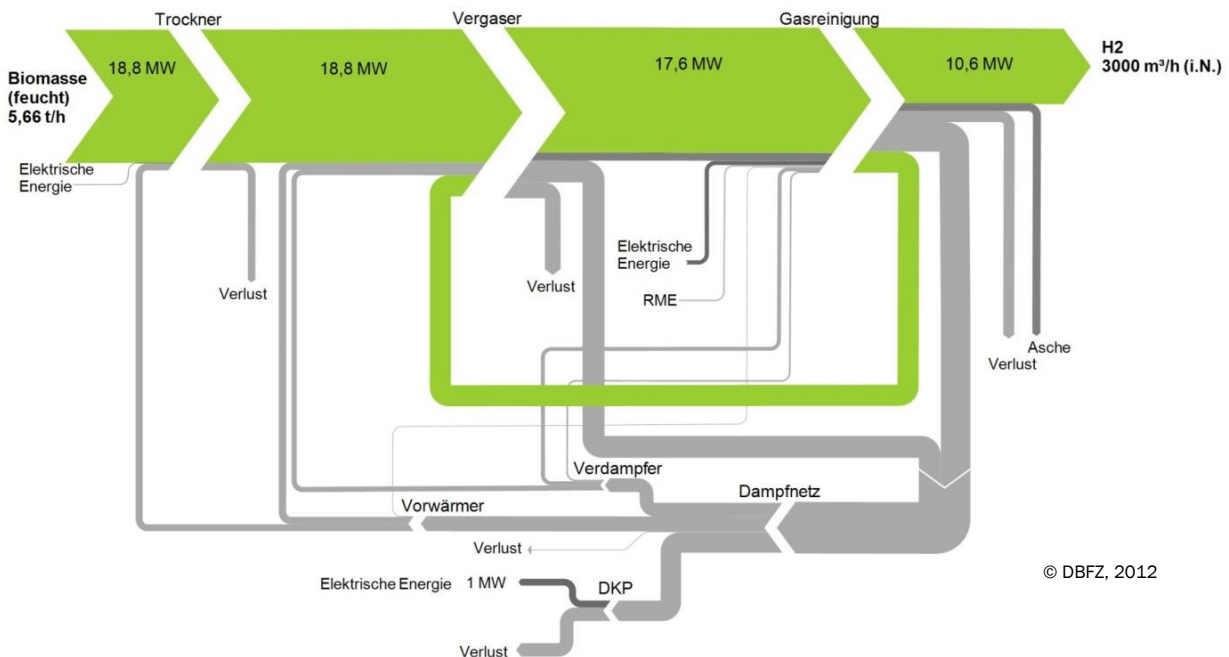 Trockner
Vergaser
Gasreinigung
Biomasse
(feucht)
5,66 t/h
18,8 MW
18,8 MW
17,6 MW
10,6 MW
H2
3000 m³/h (i.N.)
Elektrische
Energie
Verlust
Verlust
Elektrische
Energie
RME
Verlust
Asche
Verdampfer
Dampfnetz
Vorwärmer
Verlust
Elektrische Energie 1 MW
DKP
Verlust
© DBFZ, 2012